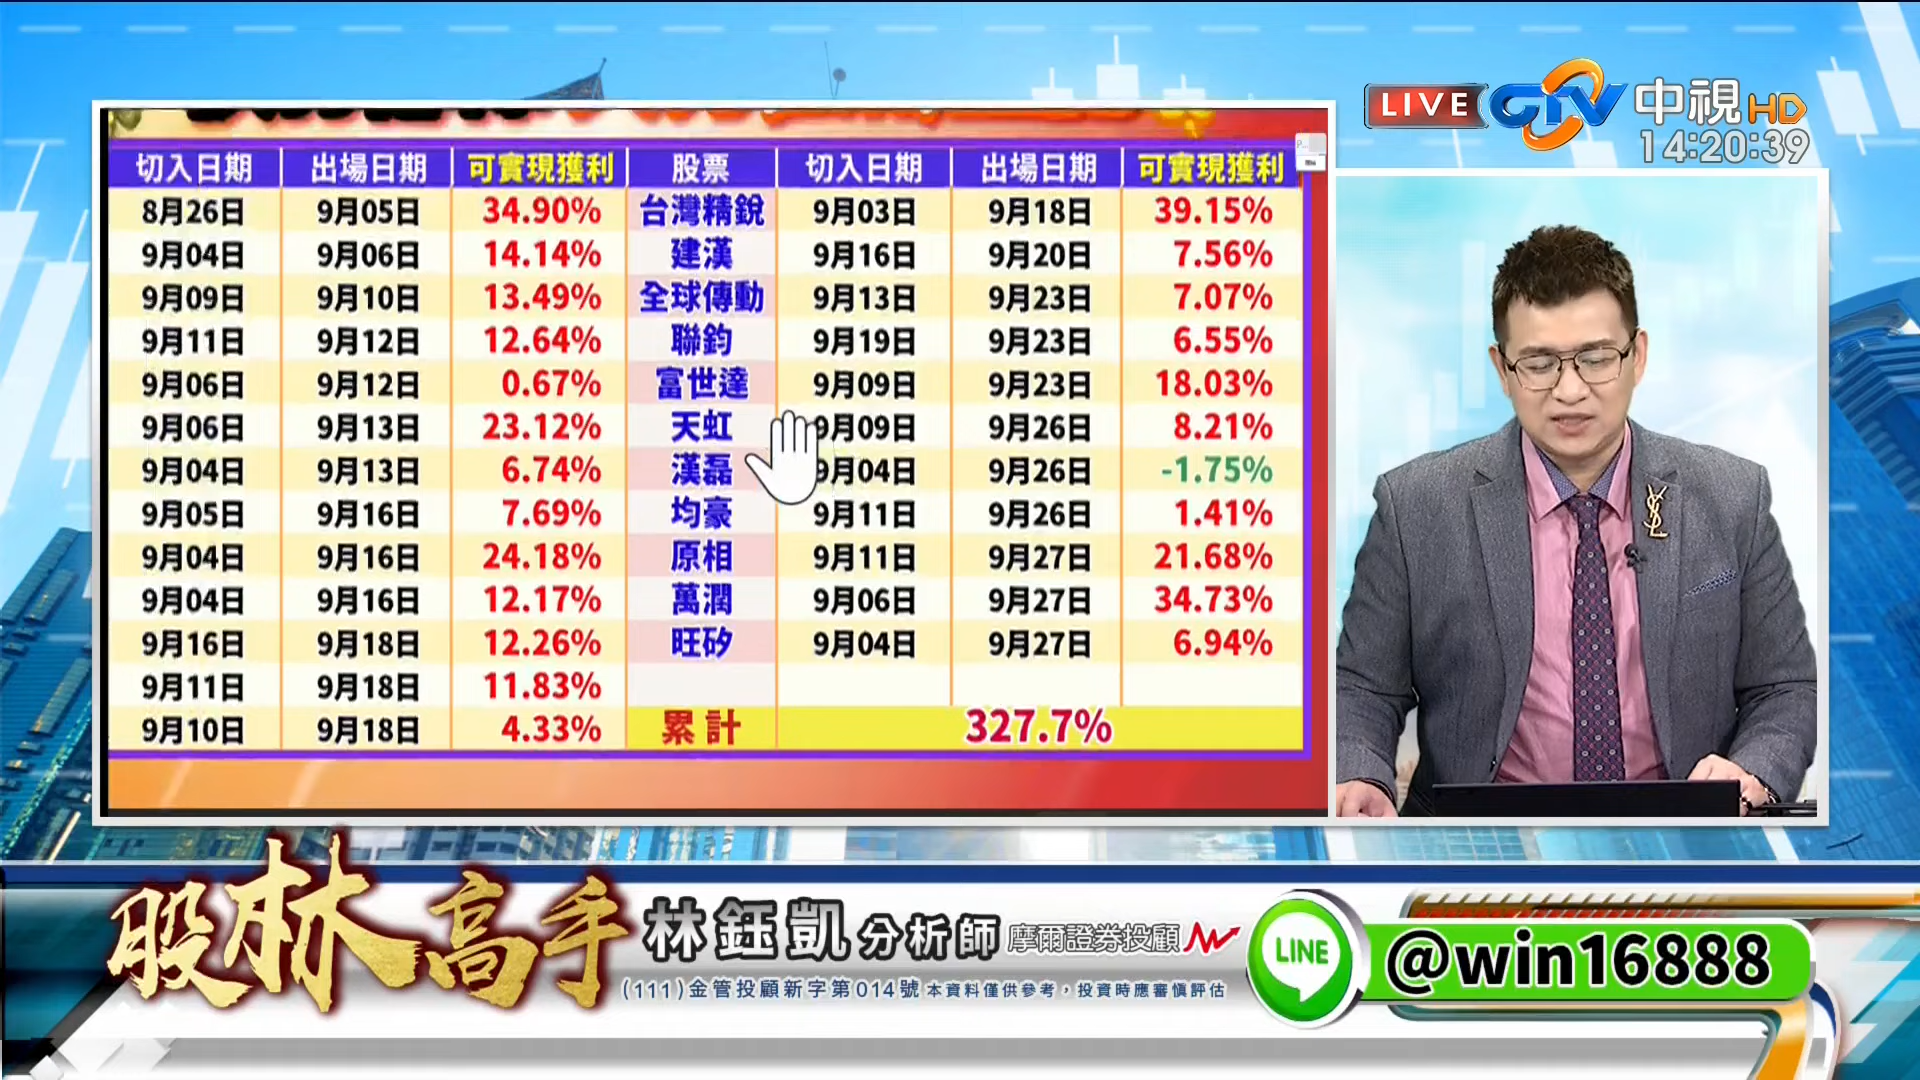 LIVE CTV 中視 HD
14:20:39
切入日期 出場日期 可實現獲利 股票 切入日期 出場日期 可實現獲利
8月26日 9月05日 34.90% 台灣精銳 9月03日 9月18日 39.15%
9月04日 9月06日 14.14% 建漢 9月16日 9月20日 7.56%
9月09日 9月10日 13.49% 全球傳動 9月13日 9月23日 7.07%
9月11日 9月12日 12.64% 聯鈞 9月19日 9月23日 6.55%
9月06日 9月12日 0.67% 富世達 9月09日 9月23日 18.03%
9月06日 9月13日 23.12% 天虹 9月09日 9月26日 8.21%
9月04日 9月13日 6.74% 漢磊 9月04日 9月26日 -1.75%
9月05日 9月16日 7.69% 均豪 9月11日 9月26日 1.41%
9月04日 9月16日 24.18% 原相 9月11日 9月27日 21.68%
9月04日 9月16日 12.17% 萬潤 9月06日 9月27日 34.73%
9月16日 9月18日 12.26% 旺矽 9月04日 9月27日 6.94%
9月11日 9月18日 11.83%
9月10日 9月18日 4.33% 累計 327.7%
股林高手 林鈺凱 分析師 摩爾證券投顧
(111)金管投顧新字第014號 本資料僅供參考，投資時應審慎評估
LINE @win16888